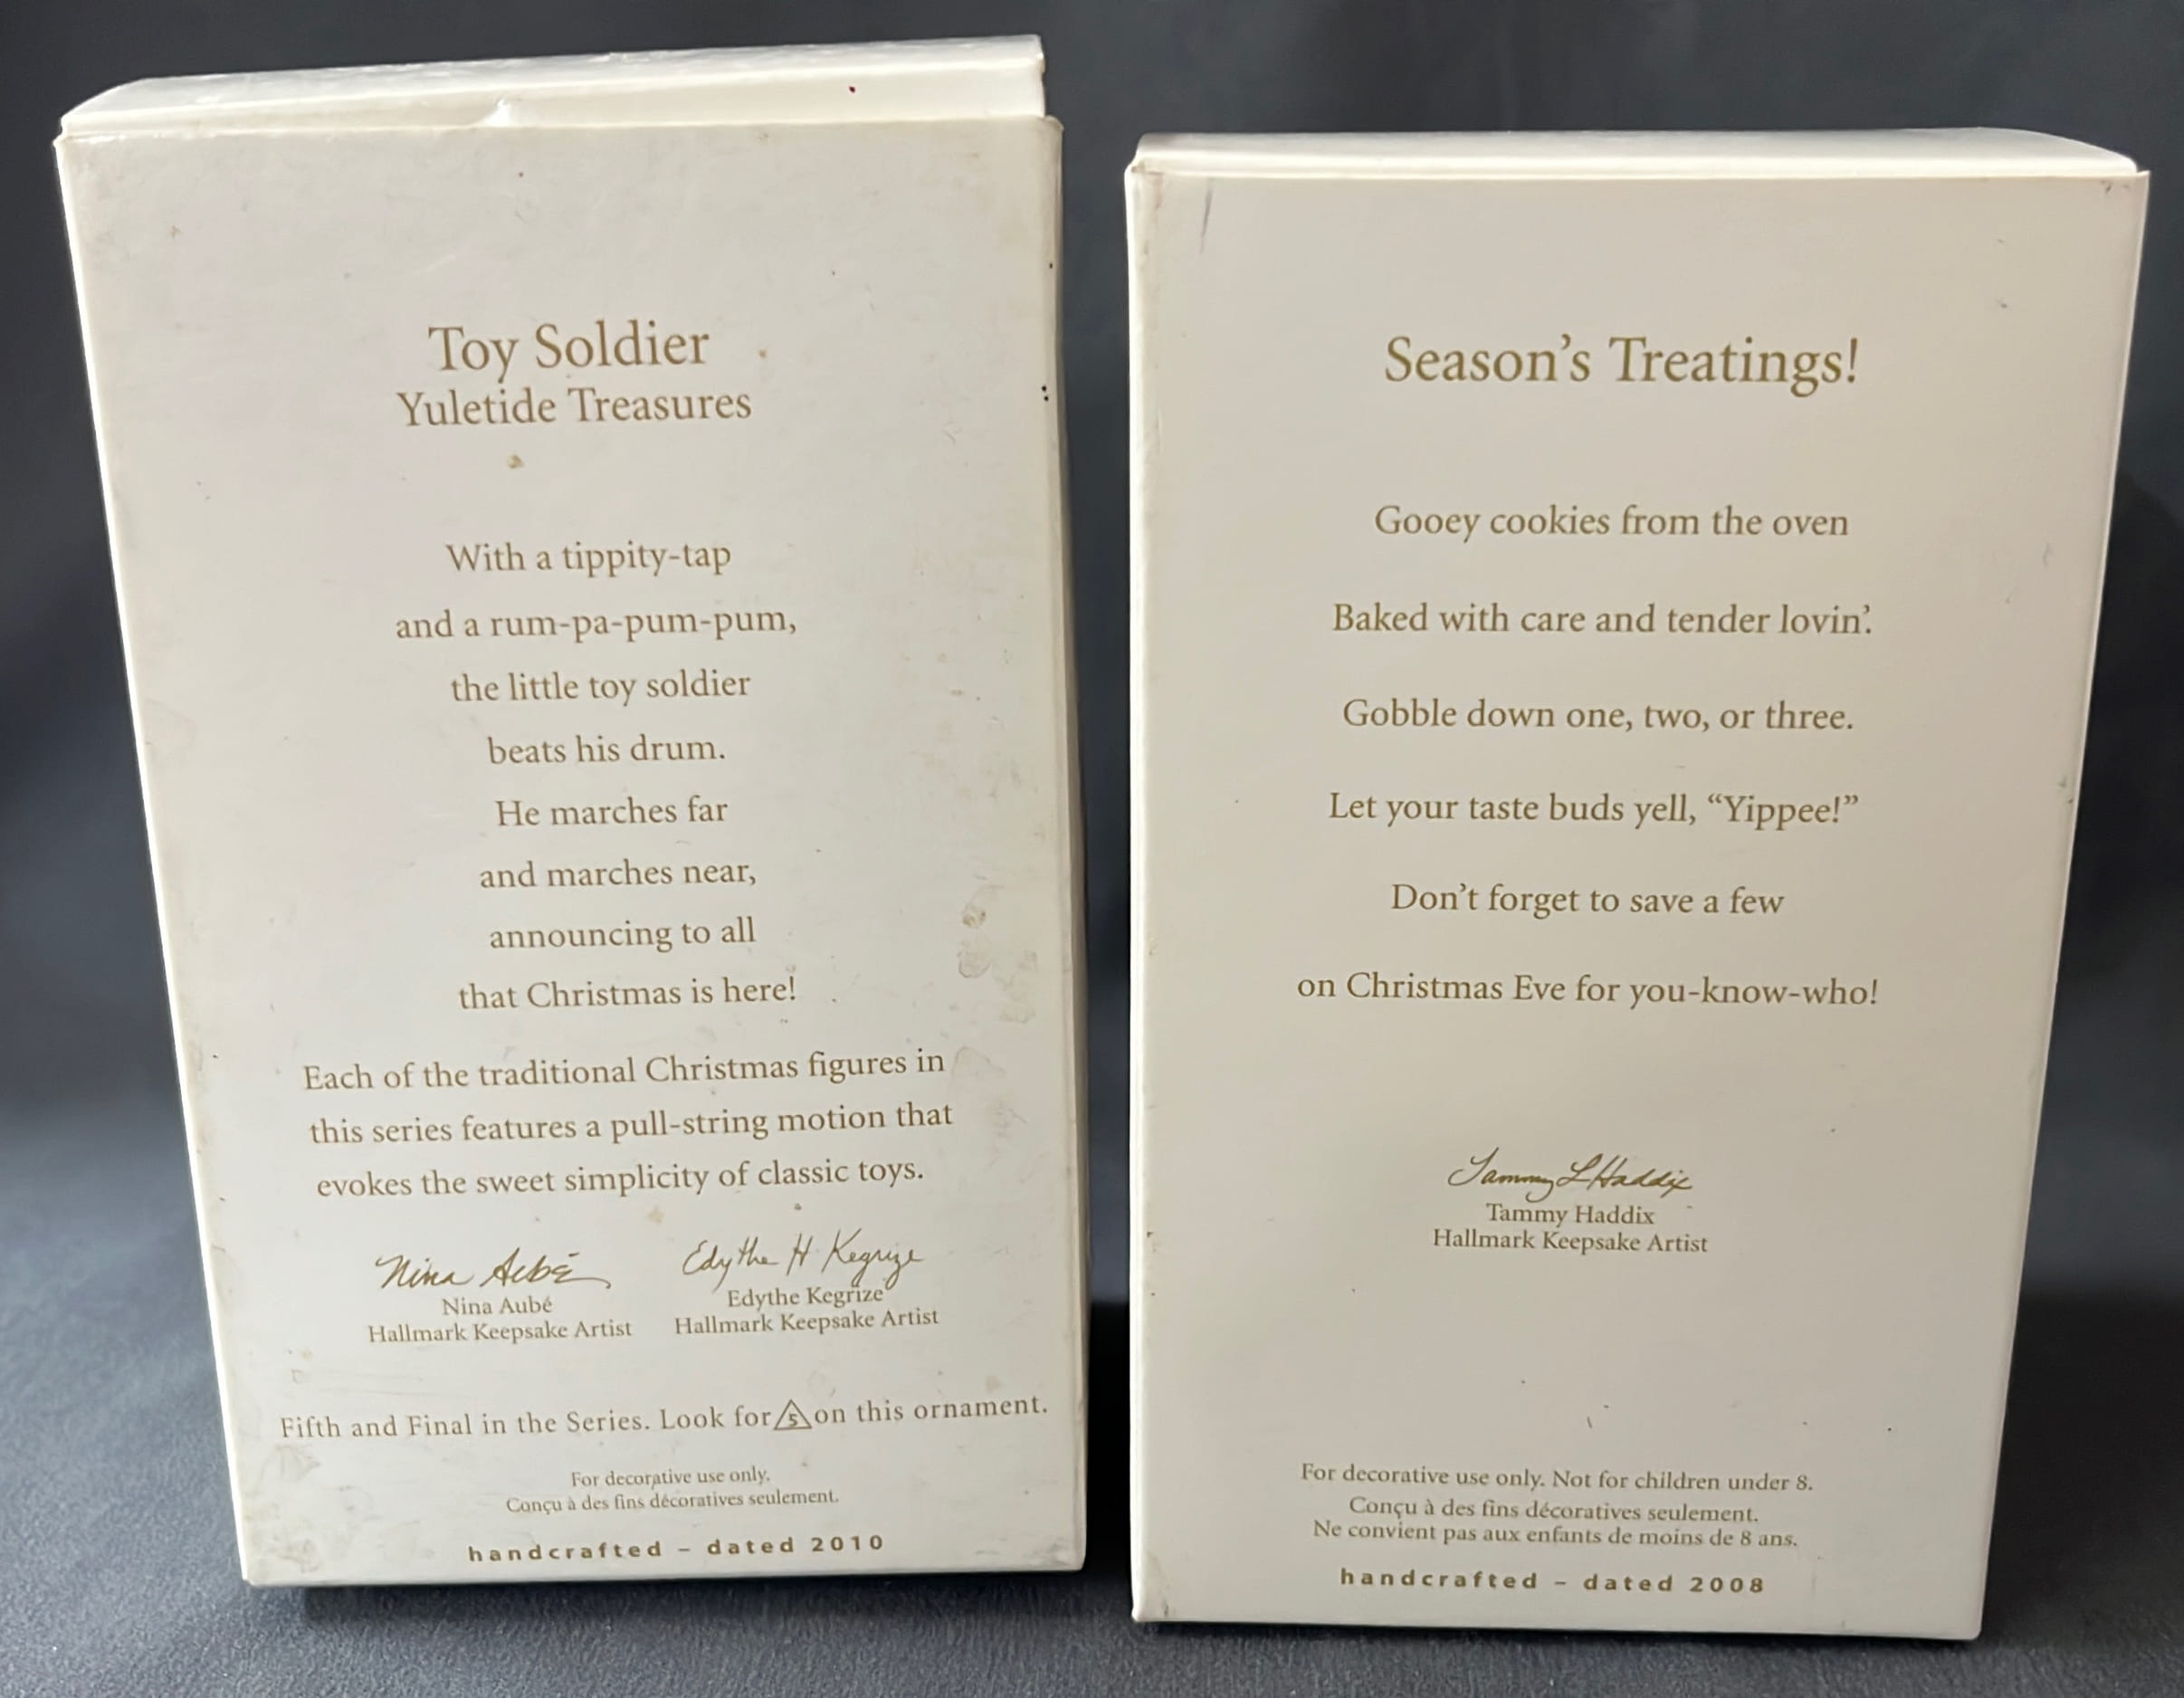 Toy Soldier
Yuletide Treasures
With a tippity-tap
and a rum-pa-pum-pum,
the little toy soldier
beats his drum.
He marches far
and marches near,
announcing to all
that Christmas is here!
Each of the traditional Christmas figures in
this series features a pull-string motion that
evokes the sweet simplicity of classic toys.
Nina Aubé Edythe H Kegrize
Nina Aubé Edythe Kegrize
Hallmark Keepsake Artist Hallmark Keepsake Artist
Fifth and Final in the Series. Look for 5 on this ornament.
For decorative use only.
Conçu à des fins décoratives seulement.
handcrafted – dated 2010
Season's Treatings!
Gooey cookies from the oven
Baked with care and tender lovin'.
Gobble down one, two, or three.
Let your taste buds yell, “Yippee!”
Don't forget to save a few
on Christmas Eve for you-know-who!
Tammy L Haddix
Tammy Haddix
Hallmark Keepsake Artist
For decorative use only. Not for children under 8.
Conçu à des fins décoratives seulement.
Ne convient pas aux enfants de moins de 8 ans.
handcrafted – dated 2008